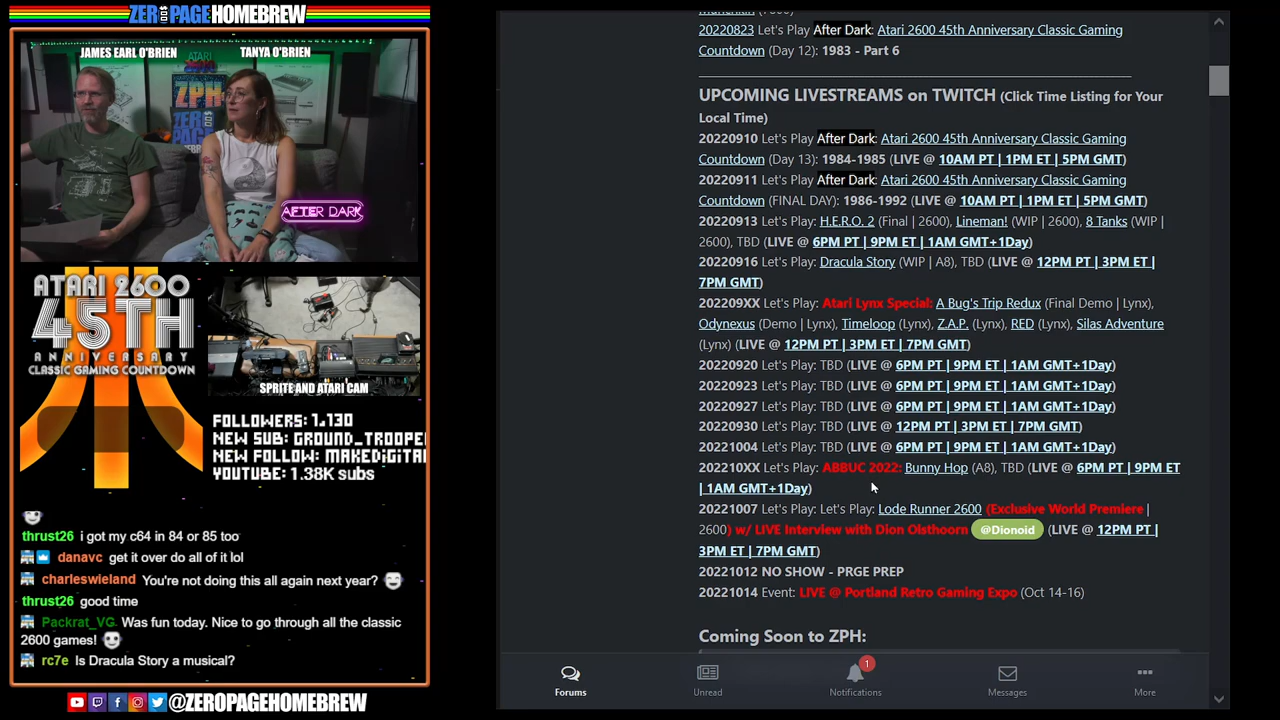 ZEROPAGEHOMEBREW
JAMES EARL O'BRIEN
TANYA O'BRIEN
ATARI
ZPH
AFTER DARK
ATARI 2600
45TH
ANNIVERSARY
CLASSIC GAMING COUNTDOWN
SPRITE AND ATARI CAM
FOLLOWERS: 1,130
NEW SUB: GROUND_TROOPE
NEW FOLLOW: MAKEDIGITA
YOUTUBE: 1.38K subs
thrust26 i got my c64 in 84 or 85 too
danavc get it over do all of it lol
charleswieland You're not doing this all again next year?
thrust26 good time
Packrat_VG Was fun today. Nice to go through all the classic
2600 games!
rc7e Is Dracula Story a musical?
@ZEROPAGEHOMEBREW
20220823 Let's Play After Dark: Atari 2600 45th Anniversary Classic Gaming
Countdown (Day 12): 1983 - Part 6
UPCOMING LIVESTREAMS on TWITCH (Click Time Listing for Your
Local Time)
20220910 Let's Play After Dark: Atari 2600 45th Anniversary Classic Gaming
Countdown (Day 13): 1984-1985 (LIVE @ 10AM PT | 1PM ET | 5PM GMT)
20220911 Let's Play After Dark: Atari 2600 45th Anniversary Classic Gaming
Countdown (FINAL DAY): 1986-1992 (LIVE @ 10AM PT | 1PM ET | 5PM GMT)
20220913 Let's Play: H.E.R.O. 2 (Final | 2600), Lineman! (WIP | 2600), 8 Tanks (WIP |
2600), TBD (LIVE @ 6PM PT | 9PM ET | 1AM GMT+1Day)
20220916 Let's Play: Dracula Story (WIP | A8), TBD (LIVE @ 12PM PT | 3PM ET |
7PM GMT)
202209XX Let's Play: Atari Lynx Special: A Bug's Trip Redux (Final Demo | Lynx),
Odynexus (Demo | Lynx), Timeloop (Lynx), Z.A.P. (Lynx), RED (Lynx), Silas Adventure
(Lynx) (LIVE @ 12PM PT | 3PM ET | 7PM GMT)
20220920 Let's Play: TBD (LIVE @ 6PM PT | 9PM ET | 1AM GMT+1Day)
20220923 Let's Play: TBD (LIVE @ 6PM PT | 9PM ET | 1AM GMT+1Day)
20220927 Let's Play: TBD (LIVE @ 6PM PT | 9PM ET | 1AM GMT+1Day)
20220930 Let's Play: TBD (LIVE @ 12PM PT | 3PM ET | 7PM GMT)
20221004 Let's Play: TBD (LIVE @ 6PM PT | 9PM ET | 1AM GMT+1Day)
202210XX Let's Play: ABBUC 2022: Bunny Hop (A8), TBD (LIVE @ 6PM PT | 9PM ET
| 1AM GMT+1Day)
20221007 Let's Play: Let's Play: Lode Runner 2600 (Exclusive World Premiere |
2600) w/ LIVE Interview with Dion Olsthoorn @Dionoid (LIVE @ 12PM PT |
3PM ET | 7PM GMT)
20221012 NO SHOW - PRGE PREP
20221014 Event: LIVE @ Portland Retro Gaming Expo (Oct 14-16)
Coming Soon to ZPH:
1
Forums
Unread
Notifications
Messages
More